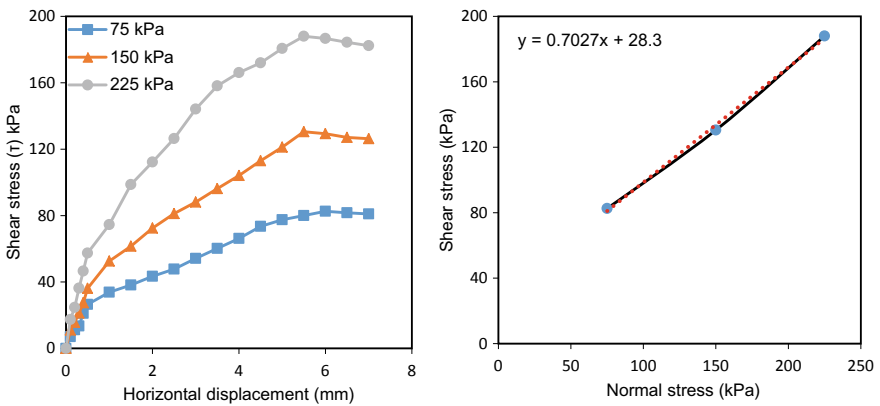 75 kPa
150 kPa
225 kPa
Shear stress (τ) kPa
200
160
120
80
40
0
0 2 4 6 8
Horizontal displacement (mm)
y = 0.7027x + 28.3
Shear stress (kPa)
200
160
120
80
40
0
0 50 100 150 200 250
Normal stress (kPa)